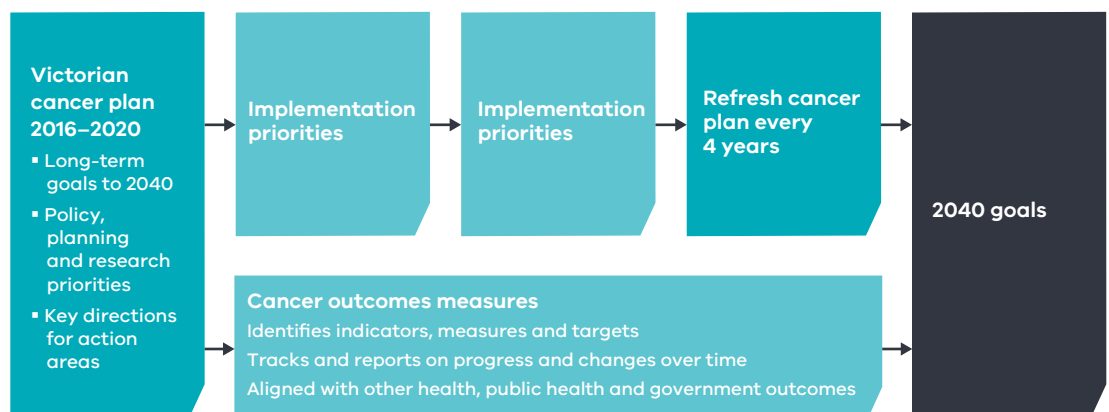 Victorian
cancer plan
2016–2020
▪ Long-term
goals to 2040
▪ Policy,
planning
and research
priorities
▪ Key directions
for action
areas
Implementation
priorities
Implementation
priorities
Refresh cancer
plan every
4 years
Cancer outcomes measures
Identifies indicators, measures and targets
Tracks and reports on progress and changes over time
Aligned with other health, public health and government outcomes
2040 goals